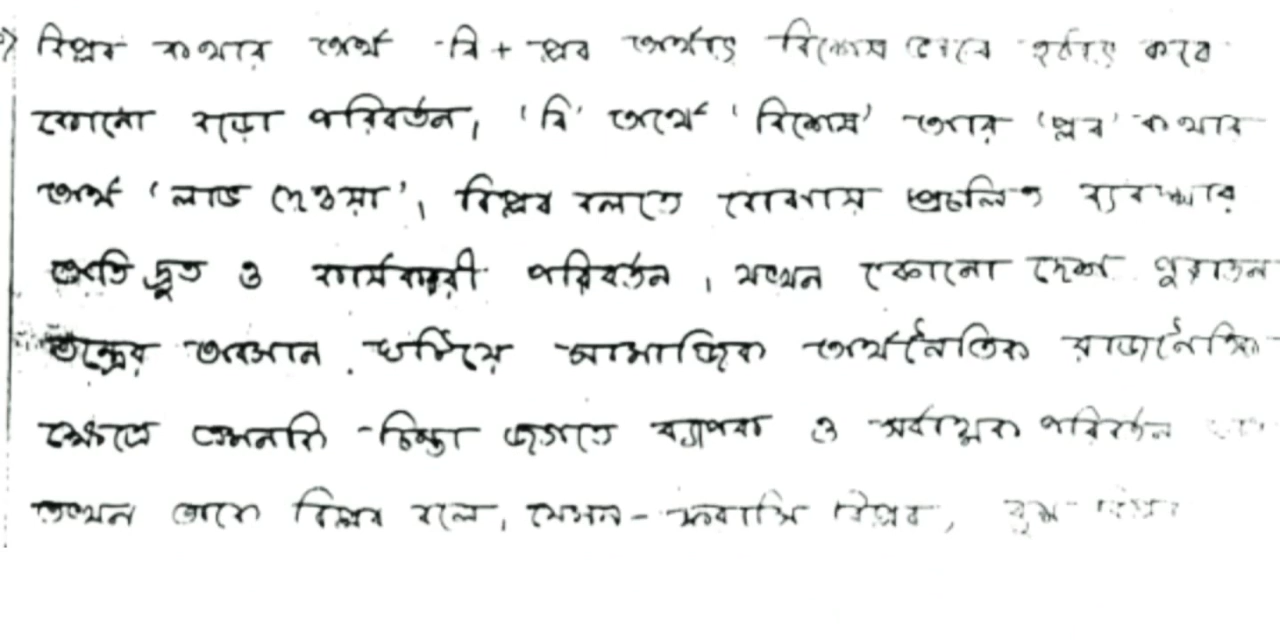 বিপ্লব কথার অর্থ বি + প্লব অর্থাৎ বিশেষ ভাবে হঠাৎ করে
কোনো বড়ো পরিবর্তন, 'বি' অর্থে 'বিশেষ' আর 'প্লব' কথার
অর্থ 'লাভ দেওয়া', বিপ্লব বলতে বোঝায় প্রচলিত ব্যবস্থার
অতি দ্রুত ও কার্যকারী পরিবর্তন, যখন কোনো দেশ পুরাতন
তন্ত্রের অবসান ঘটিয়ে সামাজিক অর্থনৈতিক রাজনৈতিক
ক্ষেত্রে এমনকি চিন্তা জগতে ব্যাপক ও সর্বাত্মক পরিবর্তন
তখন তাকে বিপ্লব বলে, যেমন - ফরাসি বিপ্লব, রুশ বিপ্লব